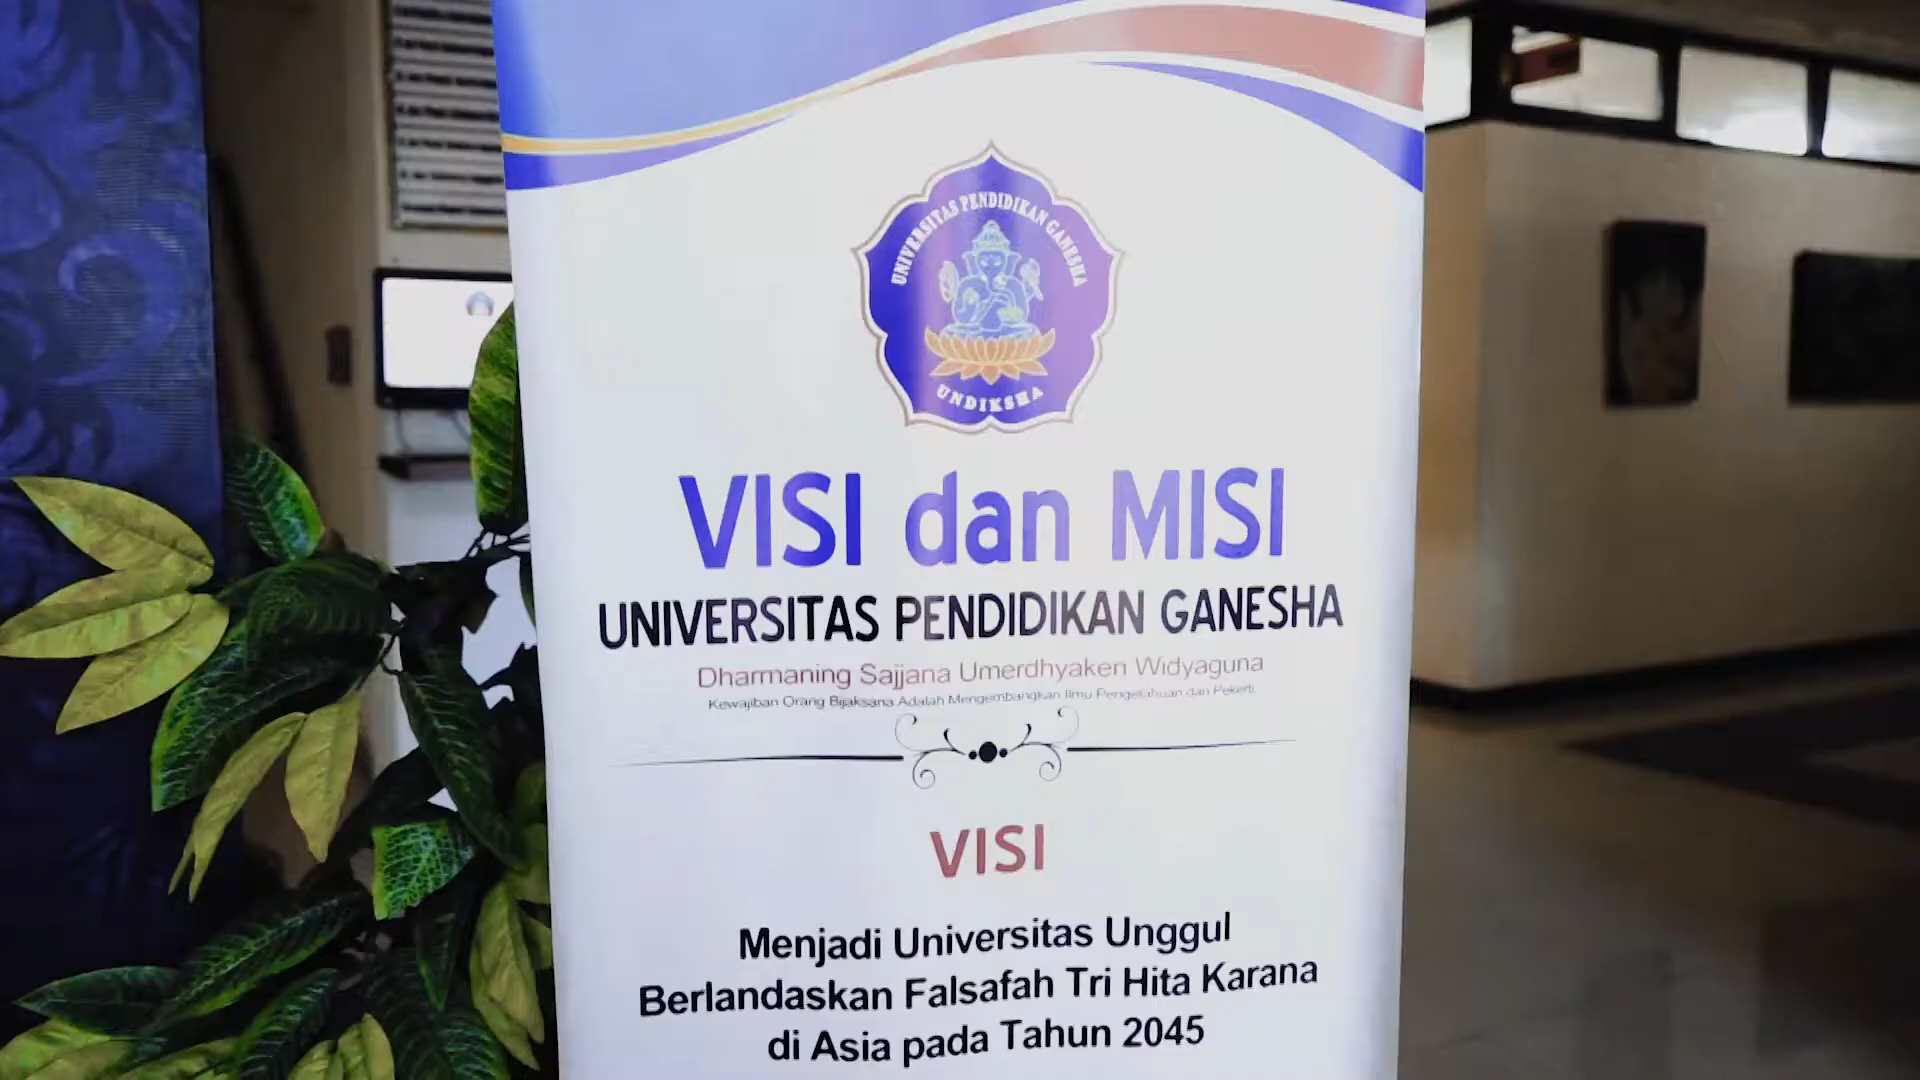 UNIVERSITAS PENDIDIKAN GANESHA
UNDIKSHA
VISI dan MISI
UNIVERSITAS PENDIDIKAN GANESHA
Dharmaning Sajjana Umerdhyaken Widyaguna
Kewajiban Orang Bijaksana Adalah Mengembangkan Ilmu Pengetahuan dan Pekerti
VISI
Menjadi Universitas Unggul
Berlandaskan Falsafah Tri Hita Karana
di Asia pada Tahun 2045